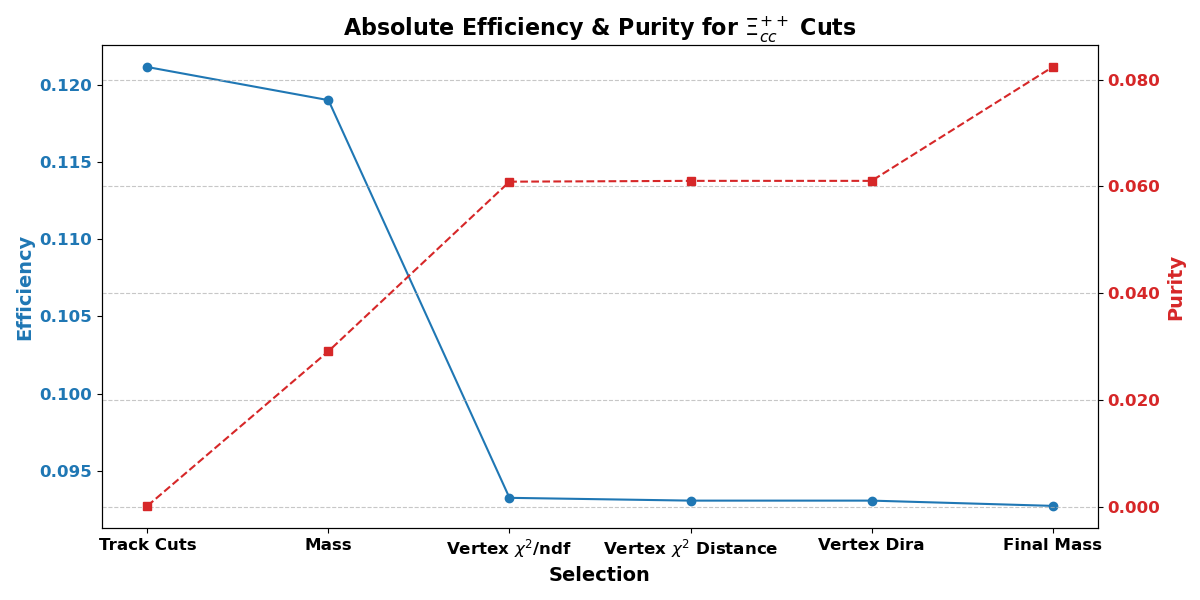 Absolute Efficiency & Purity for Ξ_{cc}^{++} Cuts
Efficiency
0.120
0.115
0.110
0.105
0.100
0.095
0.080
0.060
0.040
0.020
0.000
Purity
Track Cuts
Mass
Vertex χ²/ndf
Vertex χ² Distance
Vertex Dira
Final Mass
Selection